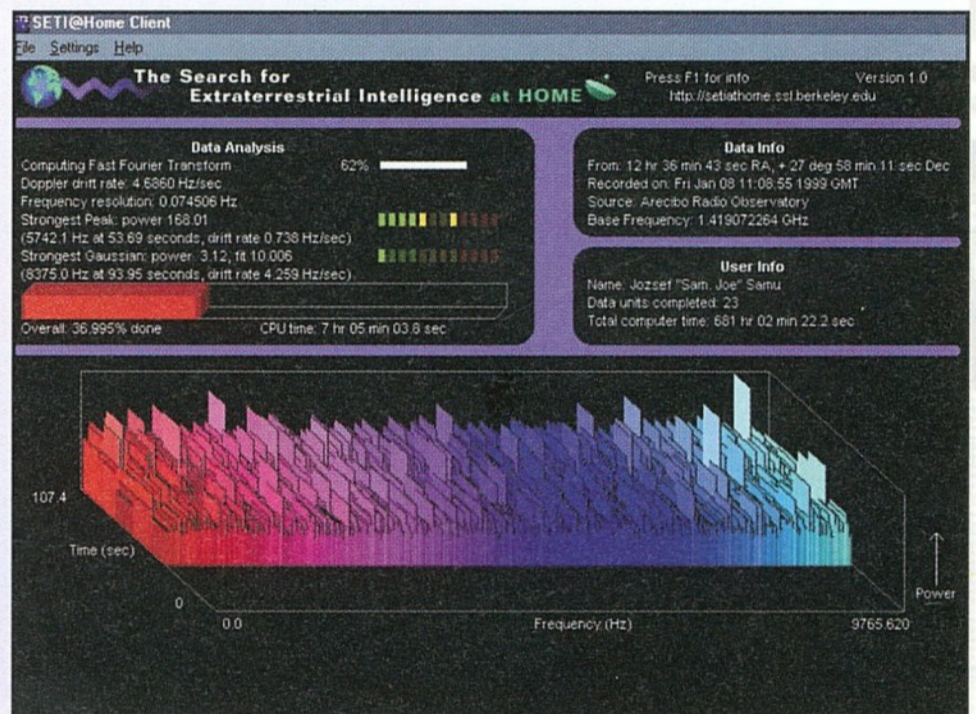 SETI@Home Client
File Settings Help
The Search for
Extraterrestrial Intelligence at HOME
Press F1 for info
Version 1.0
http://setiathome.ssl.berkeley.edu
Data Analysis
Computing Fast Fourier Transform 62%
Doppler drift rate: 4.6860 Hz/sec
Frequency resolution: 0.074506 Hz
Strongest Peak: power 168.01
(5742.1 Hz at 53.69 seconds, drift rate 0.738 Hz/sec)
Strongest Gaussian: power 3.12, fit 10.006
(8375.0 Hz at 93.95 seconds, drift rate 4.259 Hz/sec)
Overall: 36.995% done
CPU time: 7 hr 05 min 03.8 sec
Data Info
From: 12 hr 36 min 43 sec RA, + 27 deg 58 min 11 sec Dec
Recorded on: Fri Jan 08 11:08:55 1999 GMT
Source: Arecibo Radio Observatory
Base Frequency: 1.419072264 GHz
User Info
Name: Jozsef "Sam. Joe" Samu
Data units completed: 23
Total computer time: 681 hr 02 min 22.2 sec
107.4
Time (sec)
0
0.0
Frequency (Hz)
9765.620
Power